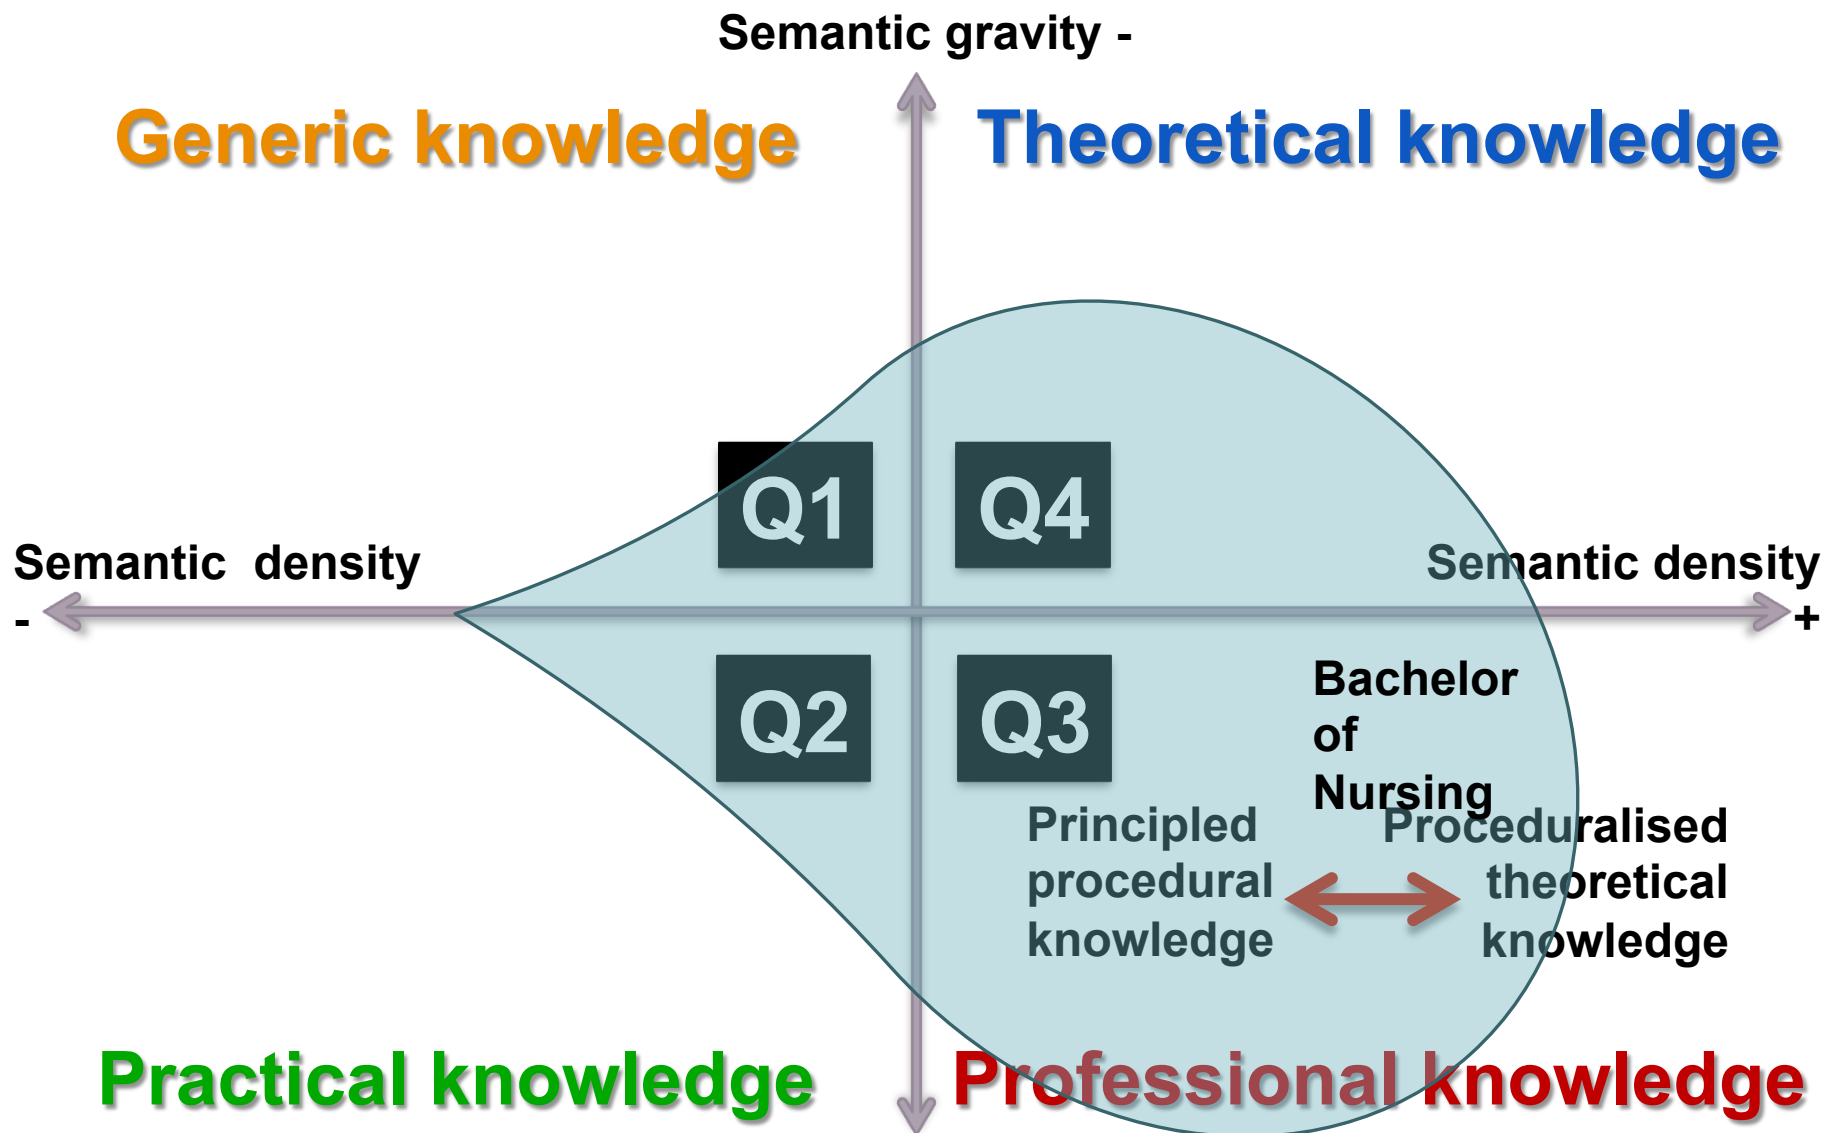 Semantic gravity -
Generic knowledge
Theoretical knowledge
Q1
Q4
Semantic density
-
Semantic density
+
Q2
Q3
Bachelor
of
Nursing
Principled
procedural
knowledge
Proceduralised
theoretical
knowledge
Practical knowledge
Professional knowledge